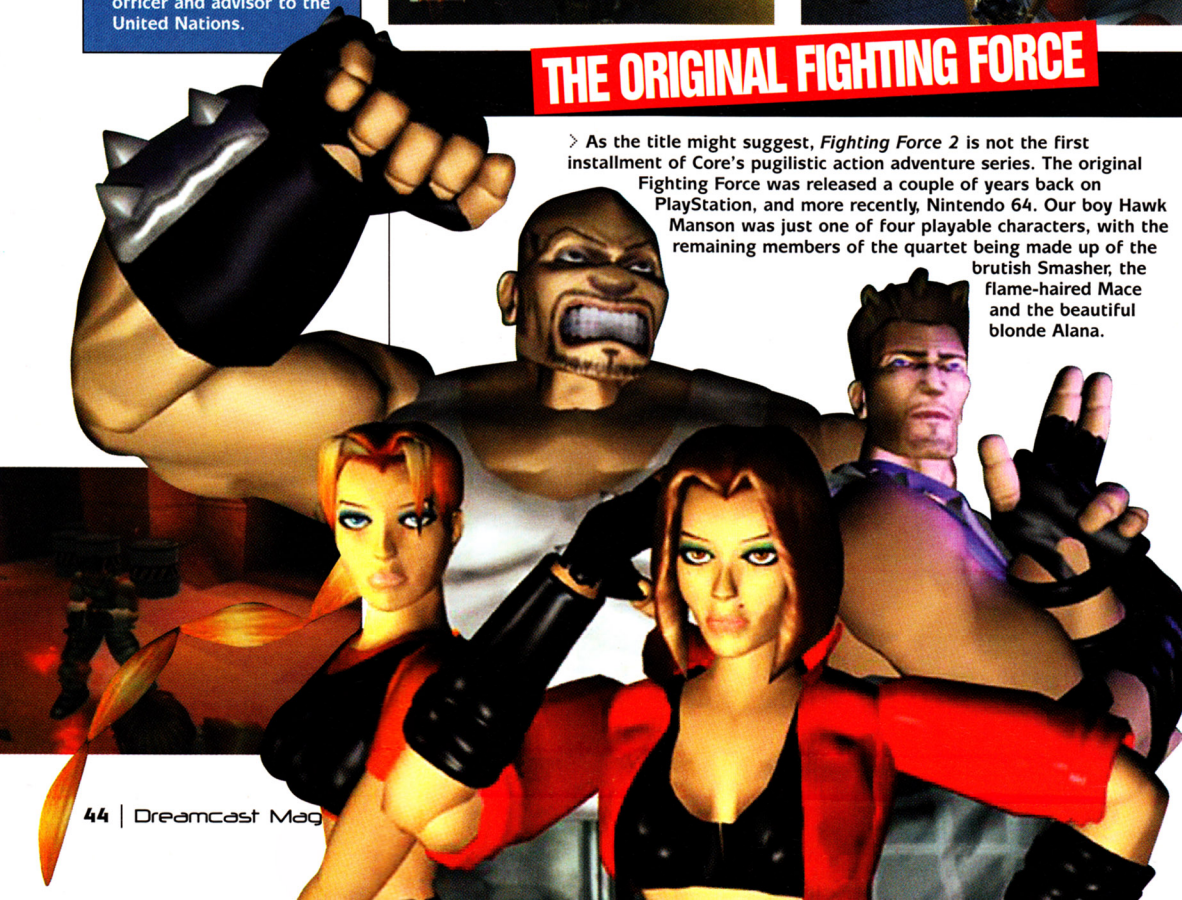 officer and advisor to the
United Nations.
THE ORIGINAL FIGHTING FORCE
> As the title might suggest, Fighting Force 2 is not the first
installment of Core's pugilistic action adventure series. The original
Fighting Force was released a couple of years back on
PlayStation, and more recently, Nintendo 64. Our boy Hawk
Manson was just one of four playable characters, with the
remaining members of the quartet being made up of the
brutish Smasher, the
flame-haired Mace
and the beautiful
blonde Alana.
44 | Dreamcast Mag